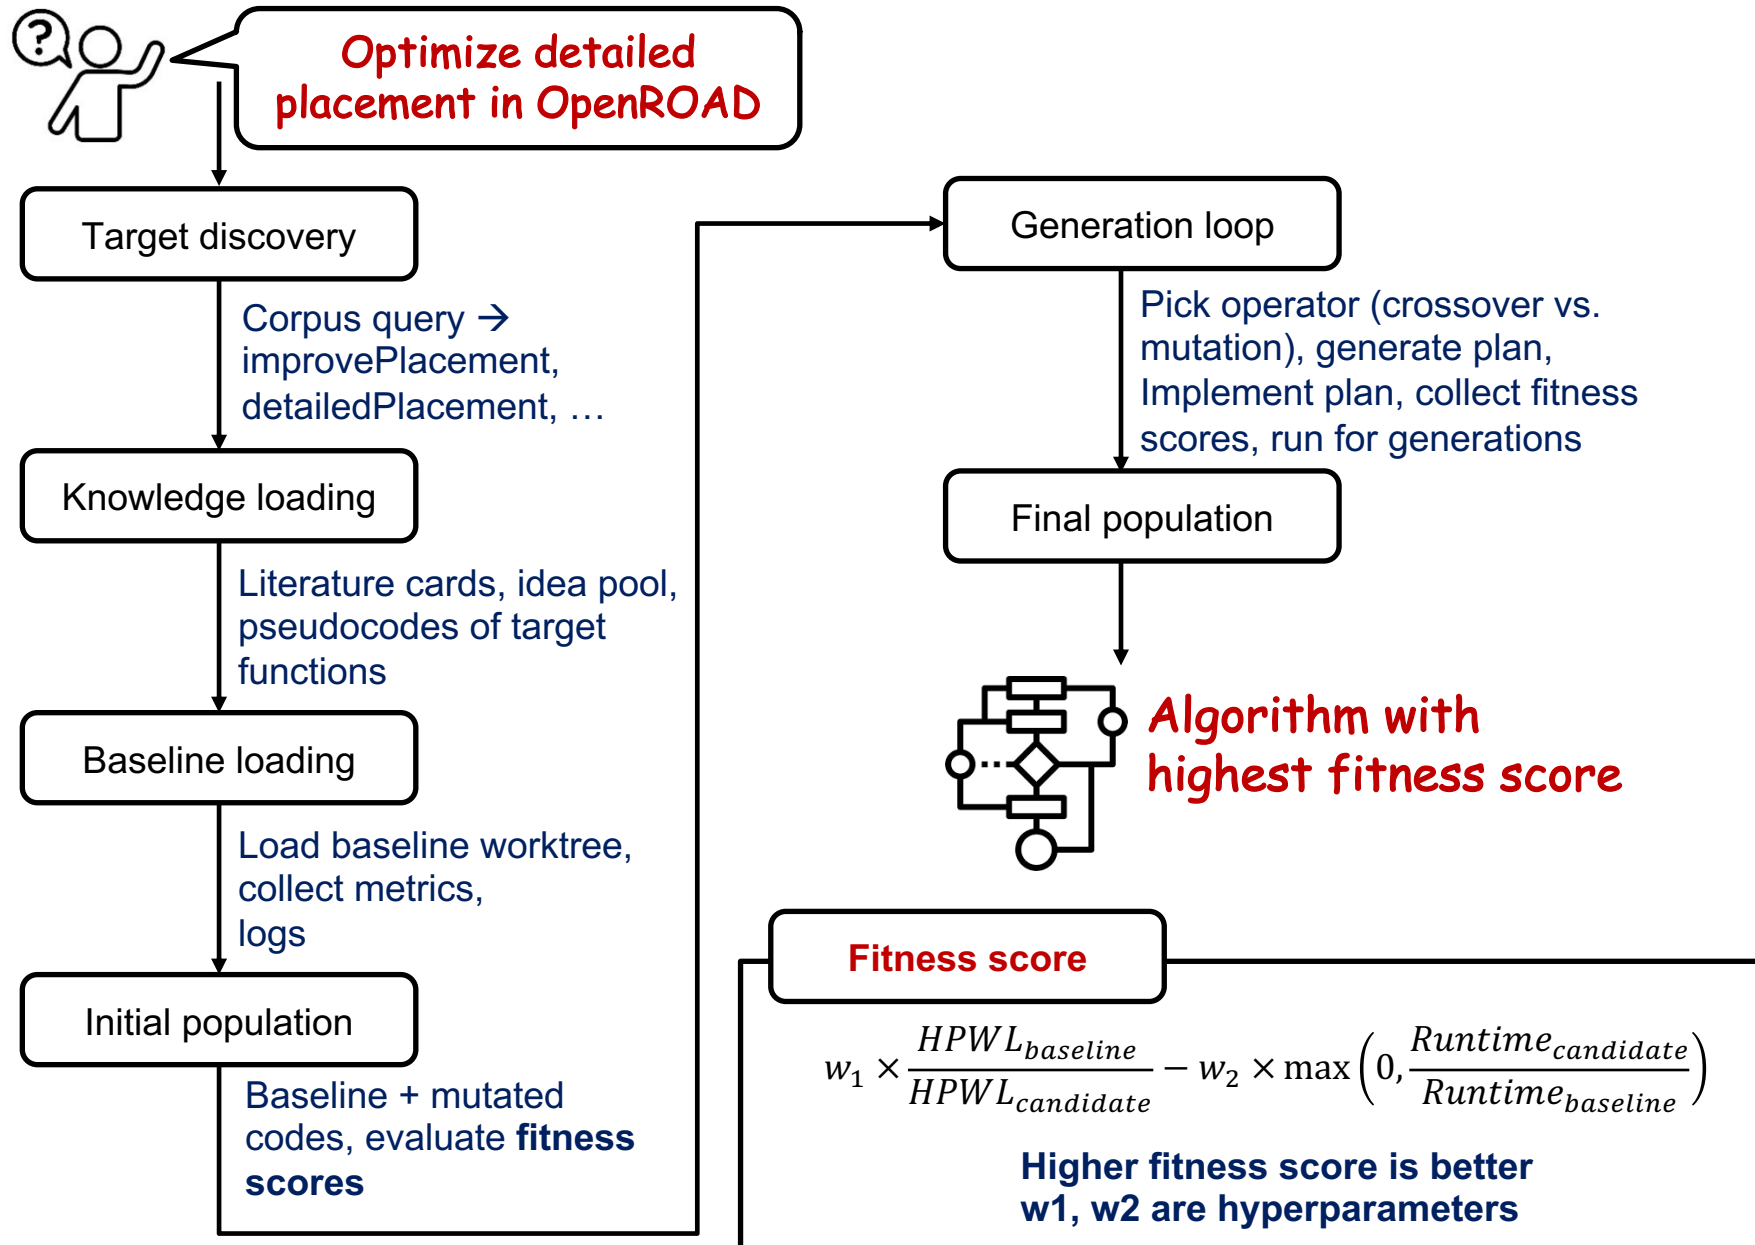 ?
Optimize detailed
placement in OpenROAD
Target discovery
Corpus query →
improvePlacement,
detailedPlacement, …
Knowledge loading
Literature cards, idea pool,
pseudocodes of target
functions
Baseline loading
Load baseline worktree,
collect metrics,
logs
Initial population
Baseline + mutated
codes, evaluate fitness
scores
Generation loop
Pick operator (crossover vs.
mutation), generate plan,
Implement plan, collect fitness
scores, run for generations
Final population
Algorithm with
highest fitness score
Fitness score
w₁ × HPWL_baseline / HPWL_candidate − w₂ × max(0, Runtime_candidate / Runtime_baseline)
Higher fitness score is better
w1, w2 are hyperparameters